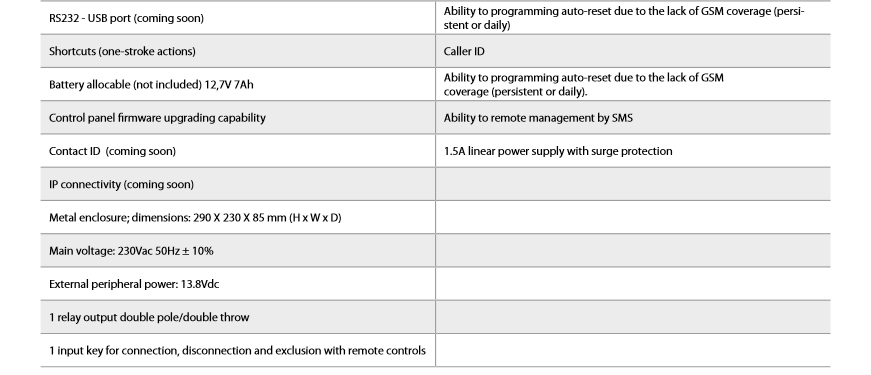 RS232 - USB port (coming soon)
Ability to programming auto-reset due to the lack of GSM coverage (persi-
stent or daily)
Shortcuts (one-stroke actions)
Caller ID
Battery allocable (not included) 12,7V 7Ah
Ability to programming auto-reset due to the lack of GSM
coverage (persistent or daily).
Control panel firmware upgrading capability
Ability to remote management by SMS
Contact ID  (coming soon)
1.5A linear power supply with surge protection
IP connectivity (coming soon)
Metal enclosure; dimensions: 290 X 230 X 85 mm (H x W x D)
Main voltage: 230Vac 50Hz ± 10%
External peripheral power: 13.8Vdc
1 relay output double pole/double throw
1 input key for connection, disconnection and exclusion with remote controls